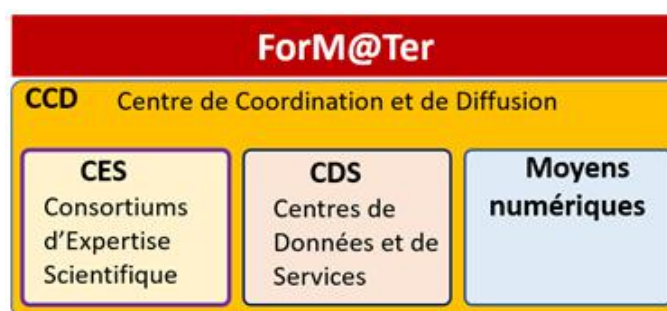 ForM@Ter
CCD Centre de Coordination et de Diffusion
CES
Consortiums
d'Expertise
Scientifique
CDS
Centres de
Données et de
Services
Moyens
numériques